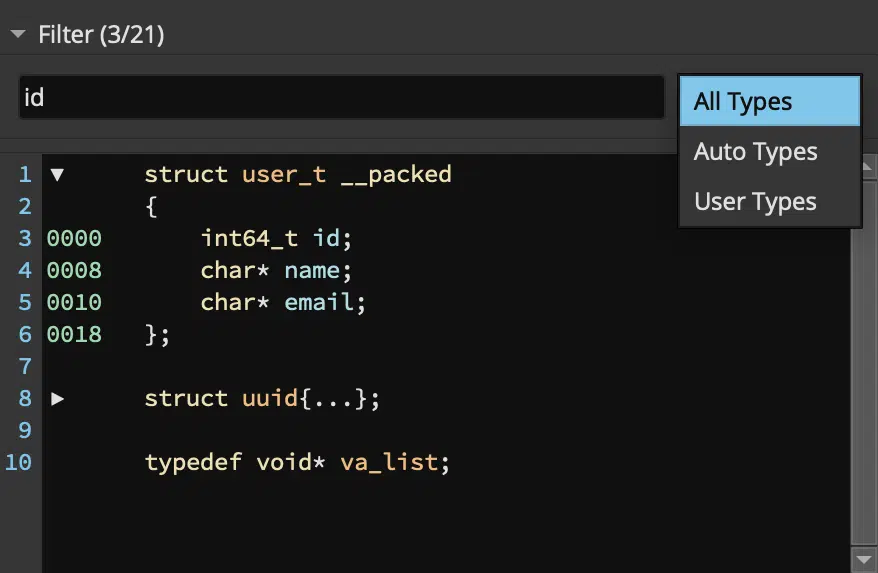 Filter (3/21)
id
All Types
Auto Types
User Types
1 ▼ struct user_t __packed
2 {
3 0000 int64_t id;
4 0008 char* name;
5 0010 char* email;
6 0018 };
7
8 ▶ struct uuid{...};
9
10 typedef void* va_list;